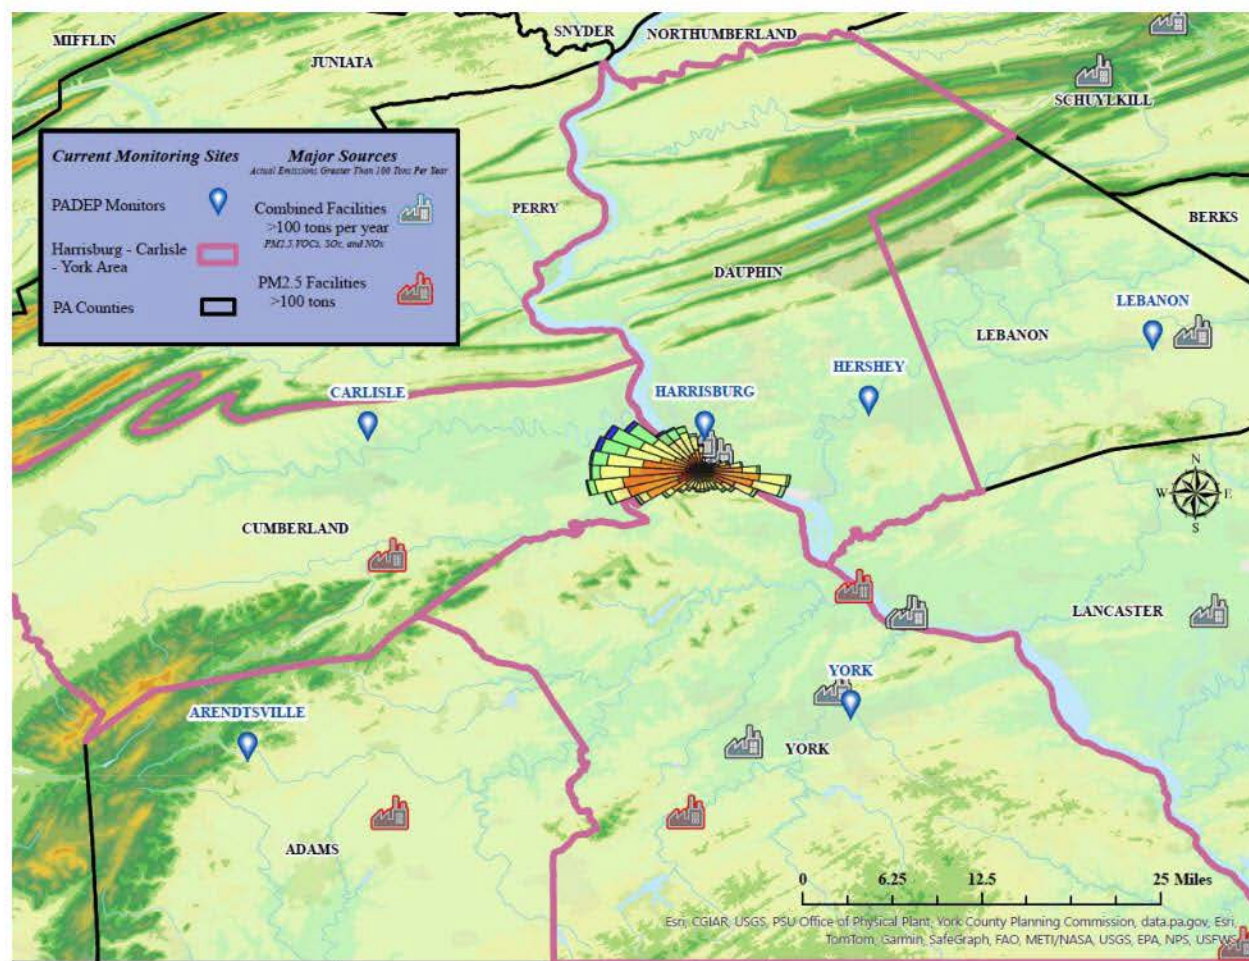 MIFFLIN
SNYDER
NORTHUMBERLAND
JUNIATA
SCHUYLKILL
Current Monitoring Sites
Major Sources
Actual Emissions Greater Than 100 Tons Per Year
PADEP Monitors
Combined Facilities
>100 tons per year
PM2.5, VOCs, SOx, and NOx
Harrisburg - Carlisle
- York Area
PM2.5 Facilities
>100 tons
PA Counties
PERRY
BERKS
DAUPHIN
LEBANON
LEBANON
HERSHEY
CARLISLE
HARRISBURG
N
W
E
S
CUMBERLAND
LANCASTER
YORK
ARENDTSVILLE
YORK
ADAMS
0 6.25 12.5 25 Miles
Esri, CGIAR, USGS, PSU Office of Physical Plant, York County Planning Commission, data.pa.gov, Esri,
TomTom, Garmin, SafeGraph, FAO, METI/NASA, USGS, EPA, NPS, USFWS